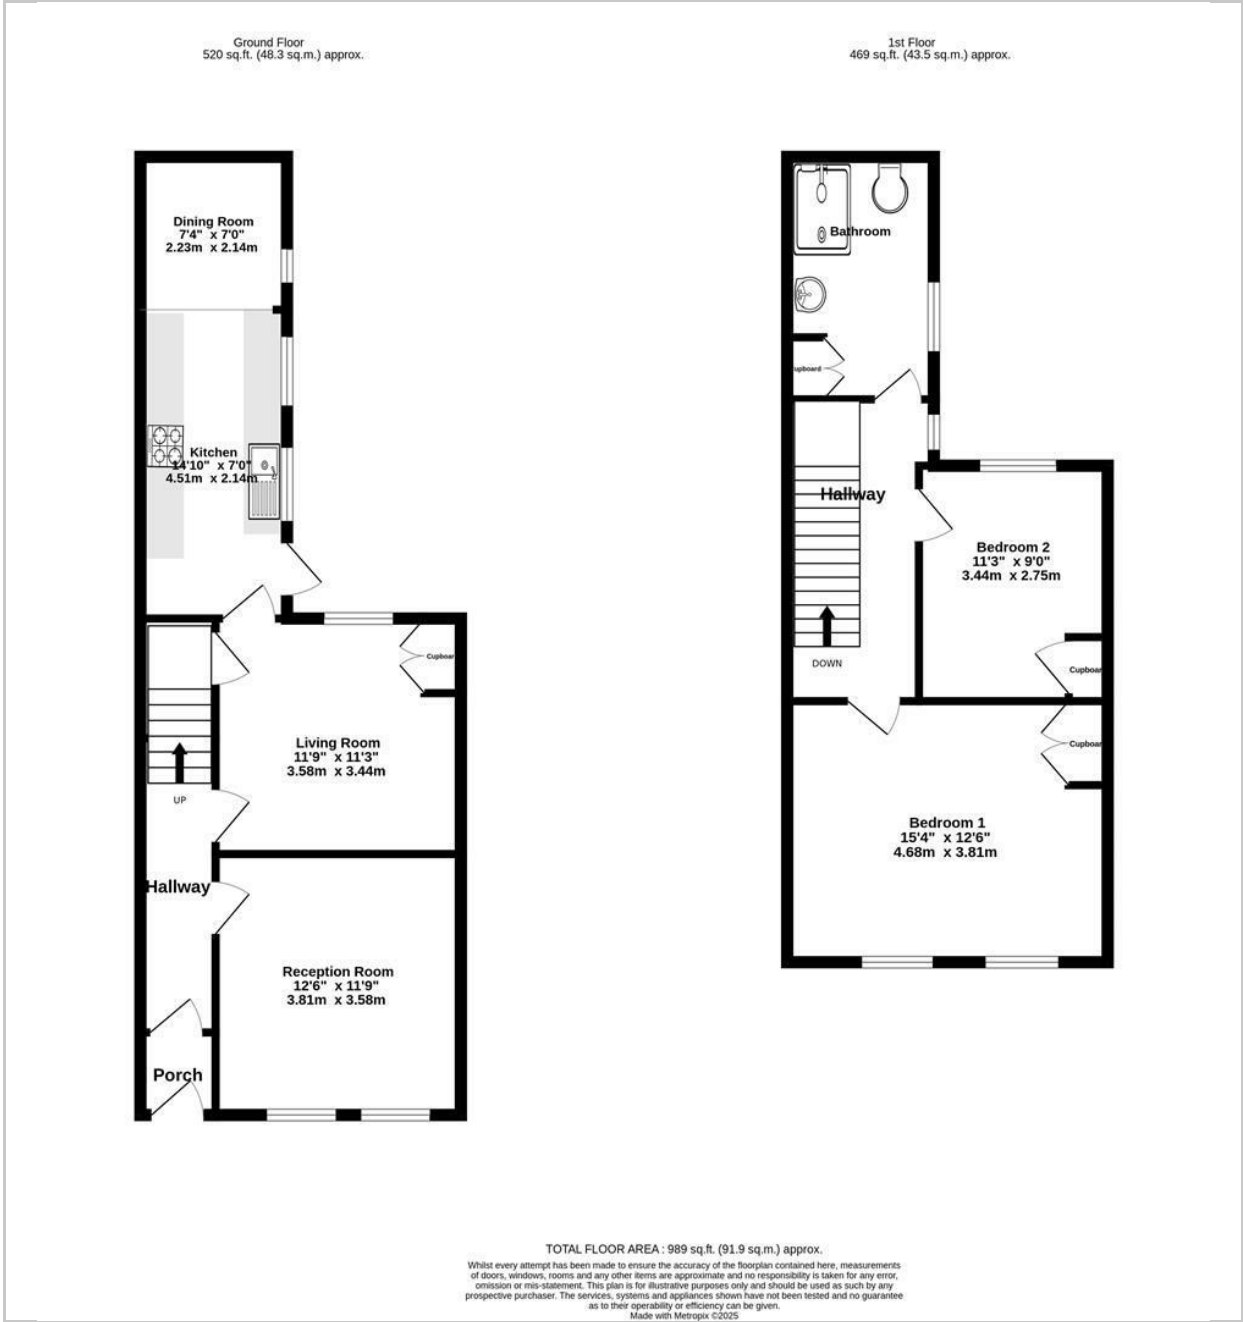 Ground Floor
520 sq.ft. (48.3 sq.m.) approx.
Dining Room
7'4" x 7'0"
2.23m x 2.14m
Kitchen
14'10" x 7'0"
4.51m x 2.14m
Cupboar
Living Room
11'9" x 11'3"
3.58m x 3.44m
UP
Hallway
Reception Room
12'6" x 11'9"
3.81m x 3.58m
Porch
1st Floor
469 sq.ft. (43.5 sq.m.) approx.
Bathroom
upboard
Hallway
Bedroom 2
11'3" x 9'0"
3.44m x 2.75m
DOWN
Cupboar
Cupboar
Bedroom 1
15'4" x 12'6"
4.68m x 3.81m
TOTAL FLOOR AREA : 989 sq.ft. (91.9 sq.m.) approx.
Whilst every attempt has been made to ensure the accuracy of the floorplan contained here, measurements
of doors, windows, rooms and any other items are approximate and no responsibility is taken for any error,
omission or mis-statement. This plan is for illustrative purposes only and should be used as such by any
prospective purchaser. The services, systems and appliances shown have not been tested and no guarantee
as to their operability or efficiency can be given.
Made with Metropix ©2025